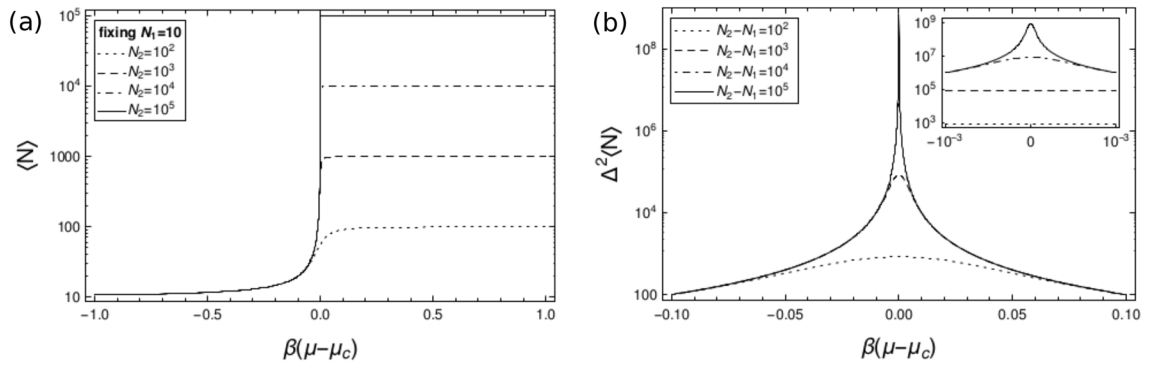 (a)
10⁵
10⁴
1000
100
10
⟨N⟩
fixing N₁=10
N₂=10²
N₂=10³
N₂=10⁴
N₂=10⁵
−1.0 −0.5 0.0 0.5 1.0
β(μ−μ_c)
(b)
10⁸
10⁶
10⁴
100
Δ²⟨N⟩
N₂−N₁=10²
N₂−N₁=10³
N₂−N₁=10⁴
N₂−N₁=10⁵
10⁹
10⁷
10⁵
10³
−10⁻³ 0 10⁻³
−0.10 −0.05 0.00 0.05 0.10
β(μ−μ_c)